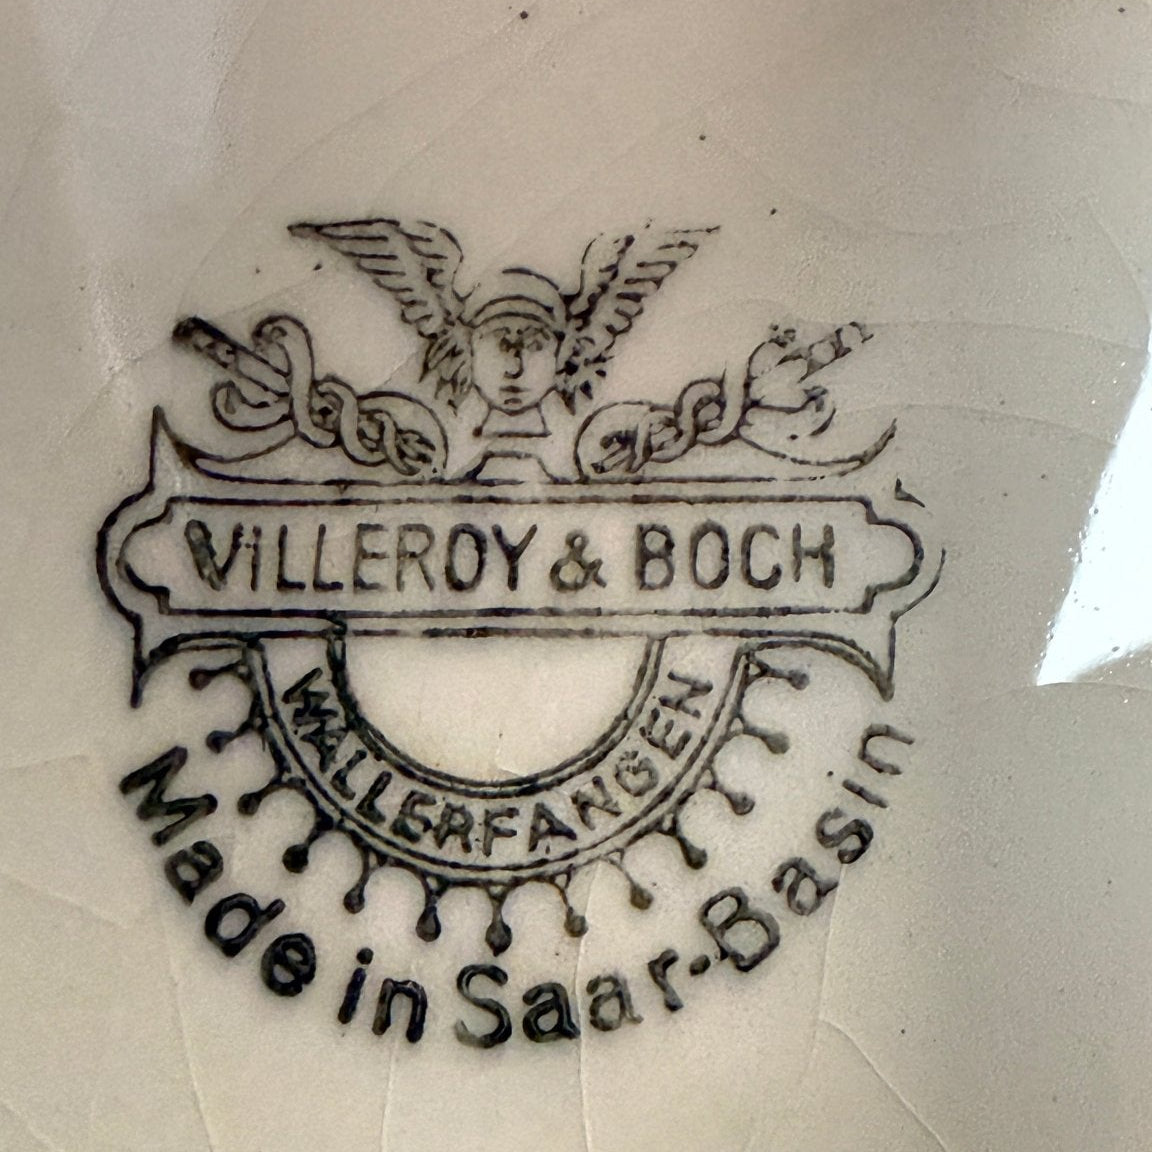 VILLEROY & BOCH
WALLERFANGEN
Made in Saar-Basin